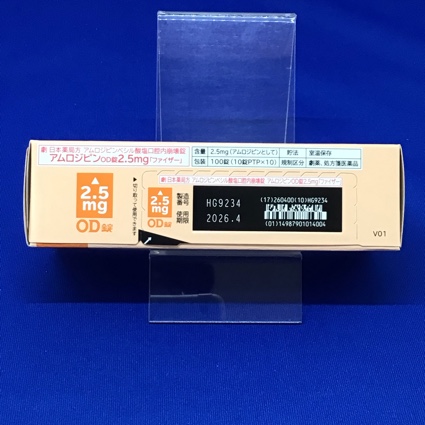 劇 日本薬局方 アムロジピンベシル酸塩口腔内崩壊錠
アムロジピンOD錠2.5mg「ファイザー」
含量 2.5mg(アムロジピンとして) 貯法 室温保存
包装 100錠(10錠PTP×10) 規制区分 劇薬、処方箋医薬品
2.5
mg
OD錠
劇 日本薬局方 アムロジピンベシル酸塩口腔内崩壊錠 アムロジピンOD錠2.5mg「ファイザー」
2.5
mg
OD錠
製造
番号
HG9234
使用
期限
2026.4
(17)260400(10)HG9234
(01)14987901014004
V01